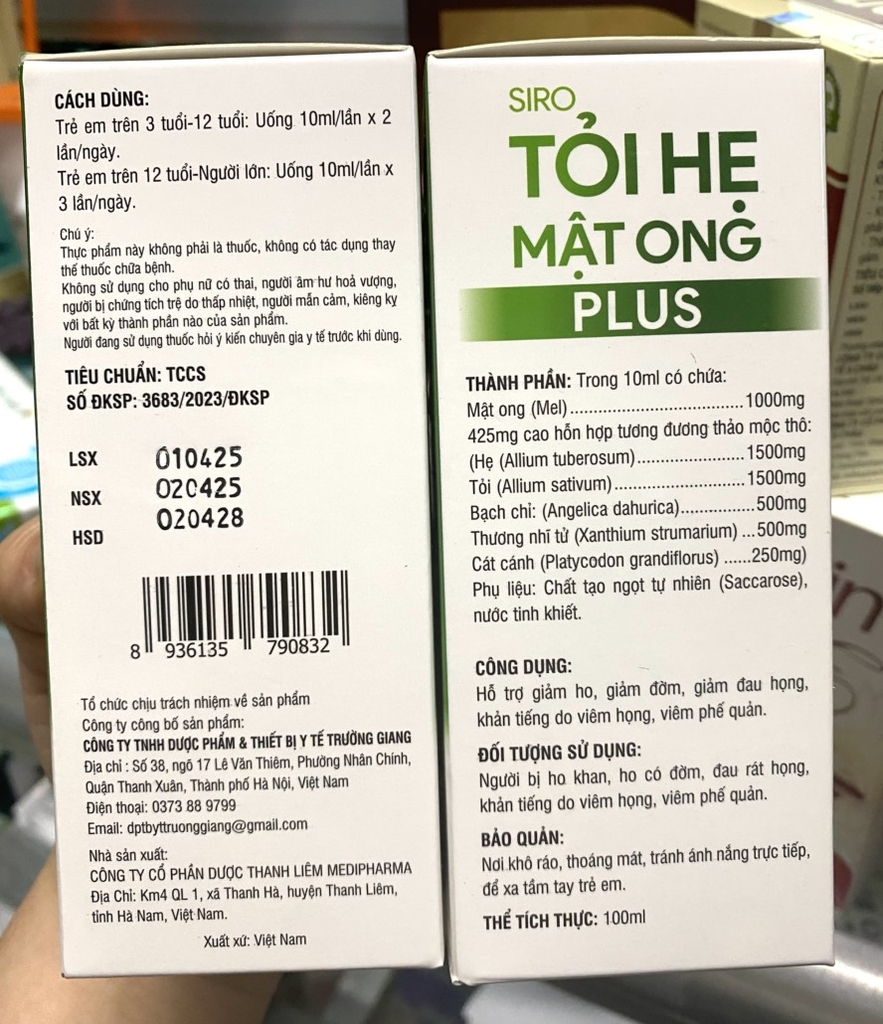 CÁCH DÙNG:
Trẻ em trên 3 tuổi-12 tuổi: Uống 10ml/lần x 2
lần/ngày.
Trẻ em trên 12 tuổi-Người lớn: Uống 10ml/lần x
3 lần/ngày.
Chú ý:
Thực phẩm này không phải là thuốc, không có tác dụng thay
thế thuốc chữa bệnh.
Không sử dụng cho phụ nữ có thai, người âm hư hoả vượng,
người bị chứng tích trệ do thấp nhiệt, người mẫn cảm, kiêng kỵ
với bất kỳ thành phần nào của sản phẩm.
Người đang sử dụng thuốc hỏi ý kiến chuyên gia y tế trước khi dùng.
TIÊU CHUẨN: TCCS
SỐ ĐKSP: 3683/2023/ĐKSP
LSX 010425
NSX 020425
HSD 020428
8 936135 790832
Tổ chức chịu trách nhiệm về sản phẩm
Công ty công bố sản phẩm:
CÔNG TY TNHH DƯỢC PHẨM & THIẾT BỊ Y TẾ TRƯỜNG GIANG
Địa chỉ : Số 38, ngõ 17 Lê Văn Thiêm, Phường Nhân Chính,
Quận Thanh Xuân, Thành phố Hà Nội, Việt Nam
Điện thoại: 0373 88 9799
Email: dptbyttruonggiang@gmail.com
Nhà sản xuất:
CÔNG TY CỔ PHẦN DƯỢC THANH LIÊM MEDIPHARMA
Địa Chỉ: Km4 QL 1, xã Thanh Hà, huyện Thanh Liêm,
tỉnh Hà Nam, Việt Nam.
Xuất xứ: Việt Nam
SIRO
TỎI HẸ
MẬT ONG
PLUS
THÀNH PHẦN: Trong 10ml có chứa:
Mật ong (Mel)....................................1000mg
425mg cao hỗn hợp tương đương thảo mộc thô:
(Hẹ (Allium tuberosum).......................1500mg
Tỏi (Allium sativum)............................1500mg
Bạch chỉ: (Angelica dahurica)................500mg
Thương nhĩ tử (Xanthium strumarium) ...500mg
Cát cánh (Platycodon grandiflorus) ......250mg)
Phụ liệu: Chất tạo ngọt tự nhiên (Saccarose),
nước tinh khiết.
CÔNG DỤNG:
Hỗ trợ giảm ho, giảm đờm, giảm đau họng,
khản tiếng do viêm họng, viêm phế quản.
ĐỐI TƯỢNG SỬ DỤNG:
Người bị ho khan, ho có đờm, đau rát họng,
khản tiếng do viêm họng, viêm phế quản.
BẢO QUẢN:
Nơi khô ráo, thoáng mát, tránh ánh nắng trực tiếp,
để xa tầm tay trẻ em.
THỂ TÍCH THỰC: 100ml